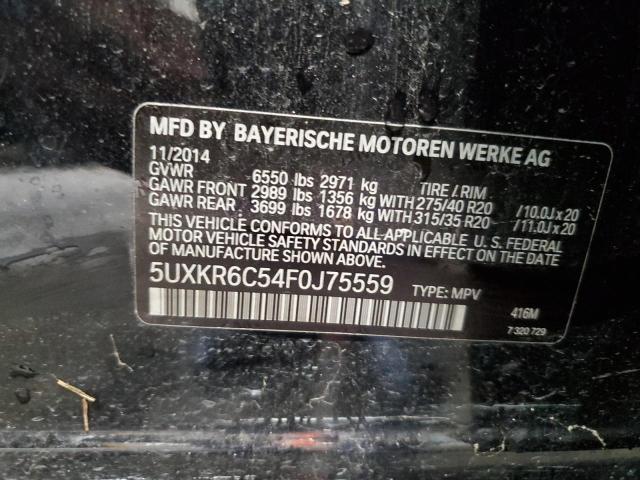 MFD BY BAYERISCHE MOTOREN WERKE AG
11/2014
GVWR 6550 lbs 2971 kg TIRE / RIM
GAWR FRONT 2989 lbs 1356 kg WITH 275/40 R20 /10.0J x 20
GAWR REAR 3699 lbs 1678 kg WITH 315/35 R20 /11.0J x 20
THIS VEHICLE CONFORMS TO ALL APPLICABLE U. S. FEDERAL
MOTOR VEHICLE SAFETY STANDARDS IN EFFECT ON THE DATE
OF MANUFACTURE SHOWN ABOVE.
5UXKR6C54F0J75559 TYPE: MPV
416M
7 320 729